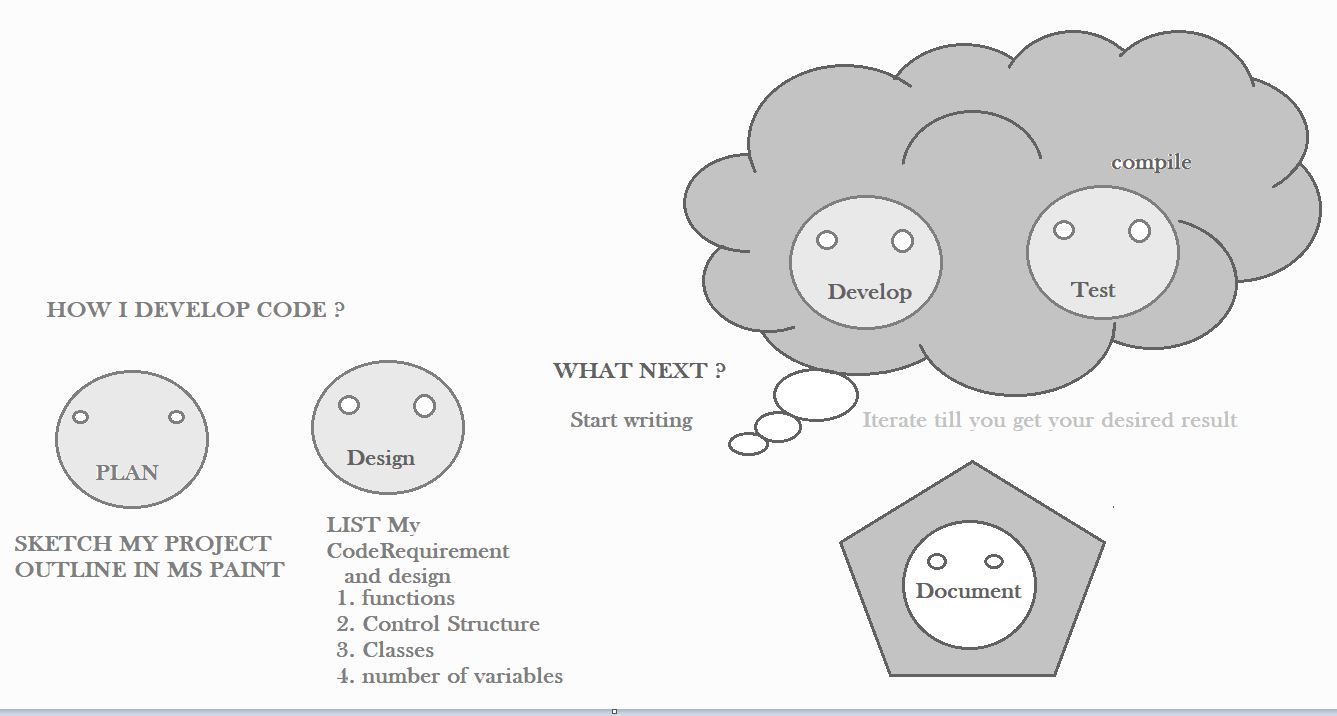 HOW I DEVELOP CODE ?
PLAN
SKETCH MY PROJECT
OUTLINE IN MS PAINT
Design
LIST My
CodeRequirement
and design
1. functions
2. Control Structure
3. Classes
4. number of variables
WHAT NEXT ?
Start writing
compile
Develop
Test
Iterate till you get your desired result
Document